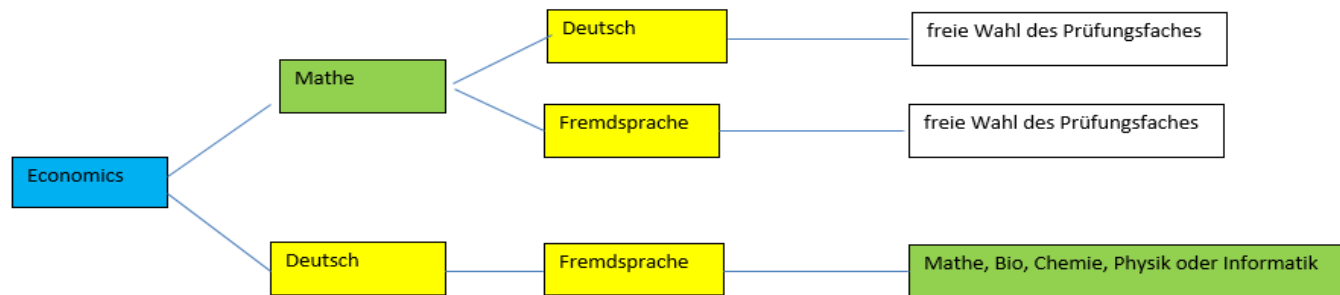 Deutsch
freie Wahl des Prüfungsfaches
Mathe
Fremdsprache
freie Wahl des Prüfungsfaches
Economics
Deutsch
Fremdsprache
Mathe, Bio, Chemie, Physik oder Informatik